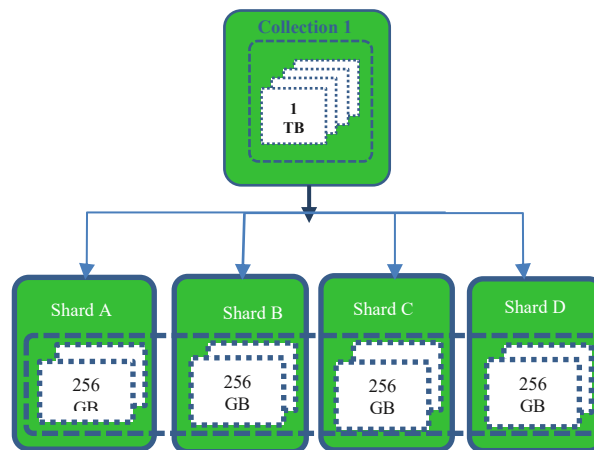 Collection 1
1
TB
Shard A
Shard B
Shard C
Shard D
256
GB
256
GB
256
GB
256
GB